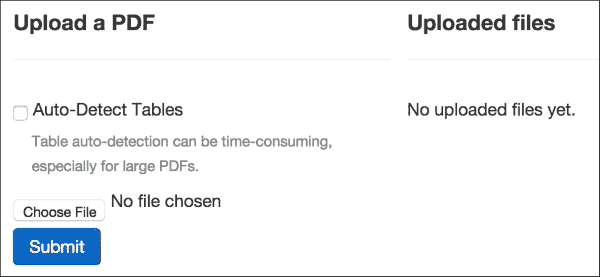 Upload a PDF
Uploaded files
Auto-Detect Tables
No uploaded files yet.
Table auto-detection can be time-consuming,
especially for large PDFs.
Choose File No file chosen
Submit